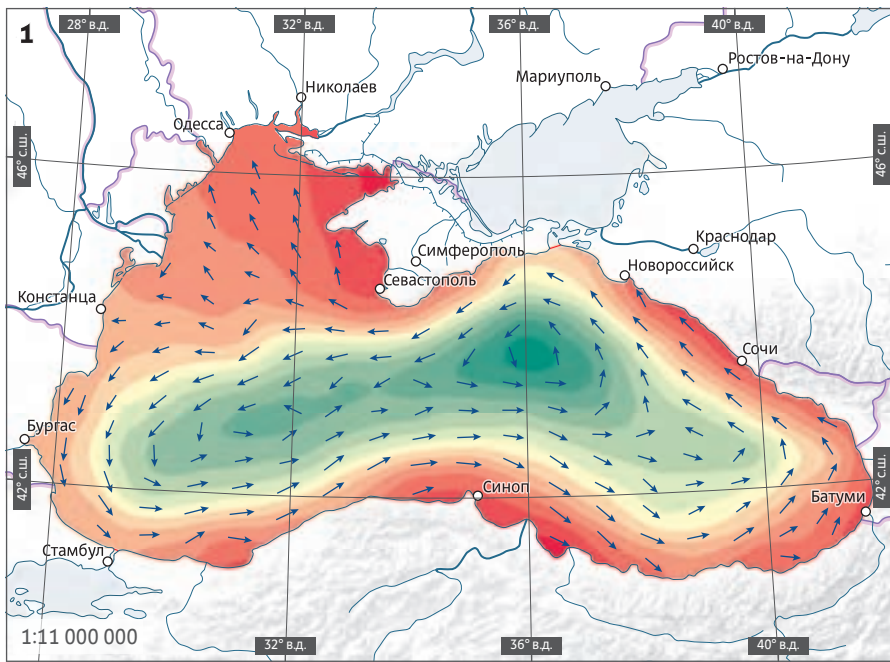 1
28° в.д.
32° в.д.
36° в.д.
40° в.д.
Ростов-на-Дону
Мариуполь
Николаев
Одесса
46° с.ш.
46° с.ш.
Краснодар
Симферополь
Новороссийск
Севастополь
Констанца
Сочи
Бургас
42° с.ш.
42° с.ш.
Синоп
Батуми
Стамбул
1:11 000 000
32° в.д.
36° в.д.
40° в.д.